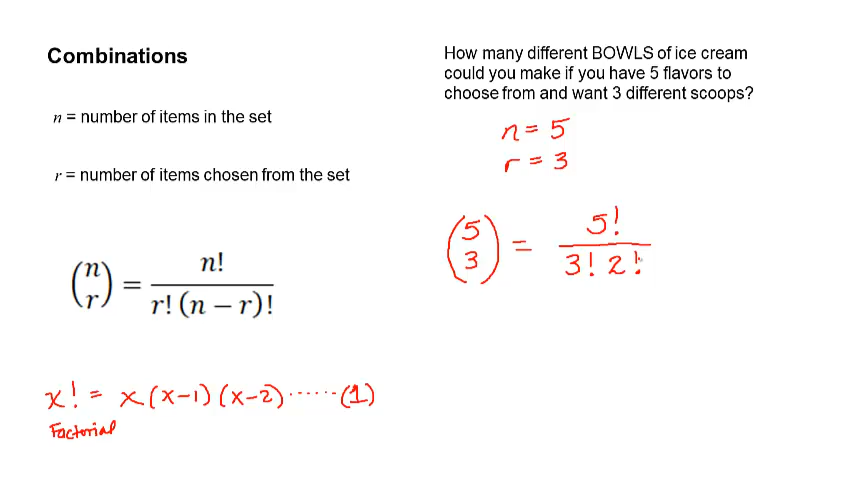 Combinations
n = number of items in the set
r = number of items chosen from the set
(n r) = n! / r! (n − r)!
x! = x(x-1)(x-2)......(1)
Factorial
How many different BOWLS of ice cream
could you make if you have 5 flavors to
choose from and want 3 different scoops?
n = 5
r = 3
(5 3) = 5! / 3! 2!